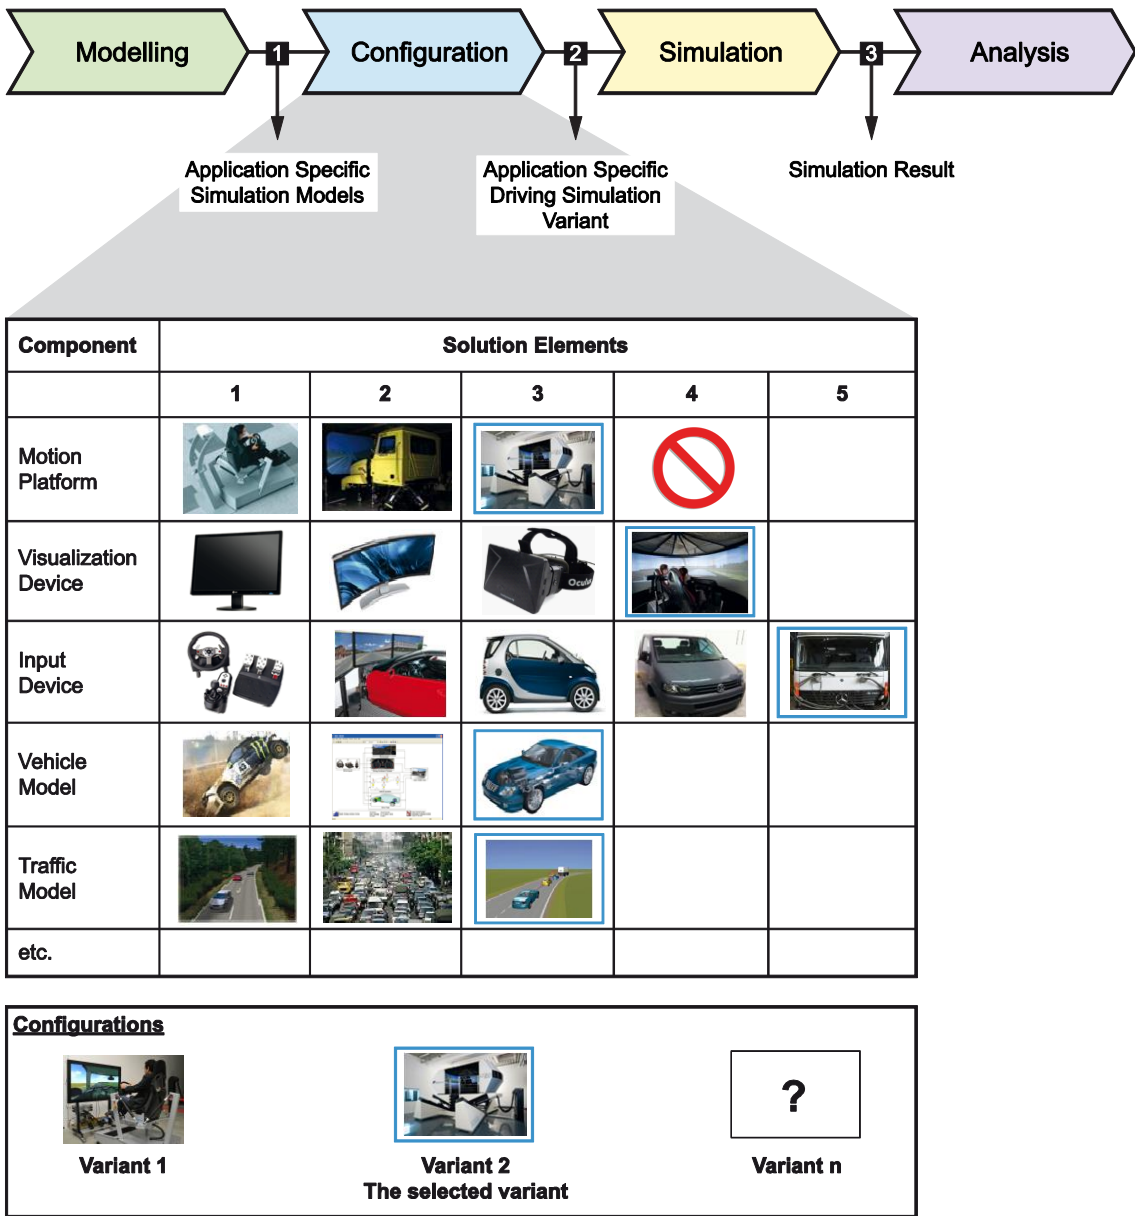 Modelling
1
Configuration
2
Simulation
3
Analysis
Application Specific
Simulation Models
Application Specific
Driving Simulation
Variant
Simulation Result
Component
Solution Elements
1
2
3
4
5
Motion
Platform
Visualization
Device
Oculus
Input
Device
Vehicle
Model
Traffic
Model
etc.
Configurations
?
Variant 1
Variant 2
The selected variant
Variant n